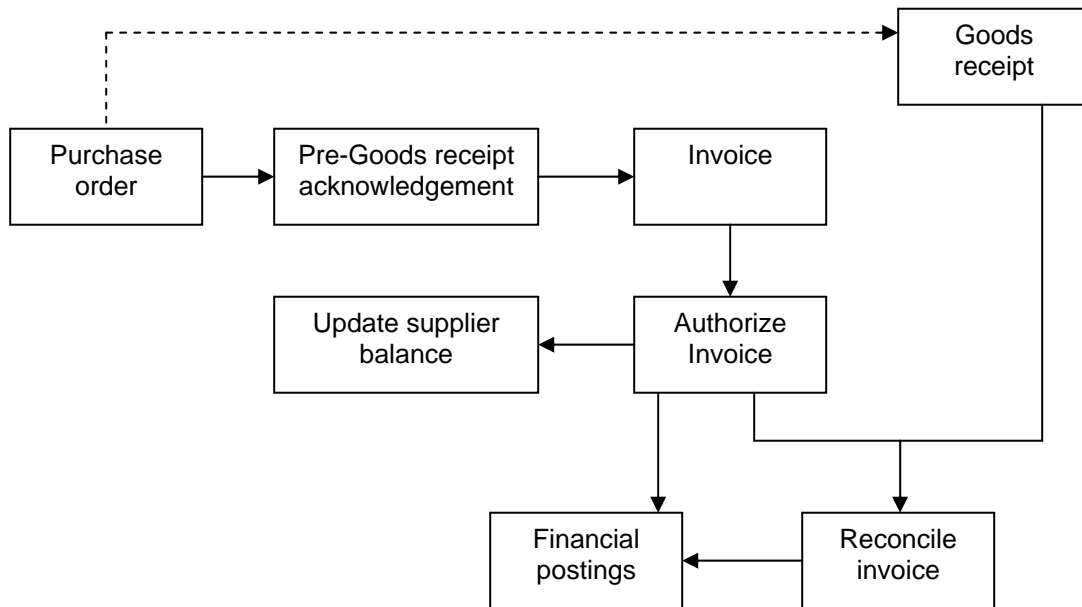 Goods
receipt
Purchase
order
Pre-Goods receipt
acknowledgement
Invoice
Update supplier
balance
Authorize
Invoice
Financial
postings
Reconcile
invoice